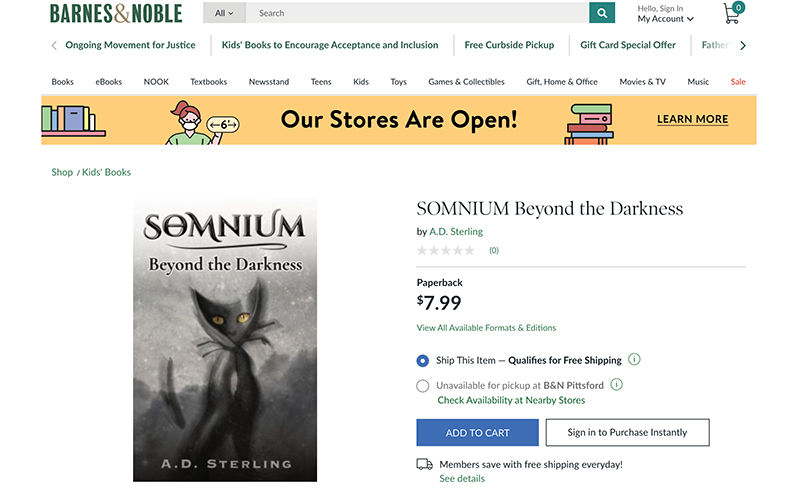 BARNES&NOBLE
All
Search
Hello, Sign In
My Account
0
Ongoing Movement for Justice
Kids' Books to Encourage Acceptance and Inclusion
Free Curbside Pickup
Gift Card Special Offer
Father
Books
eBooks
NOOK
Textbooks
Newsstand
Teens
Kids
Toys
Games & Collectibles
Gift, Home & Office
Movies & TV
Music
Sale
6'
Our Stores Are Open!
LEARN MORE
Shop / Kids' Books
SOMNIUM
Beyond the Darkness
A.D. STERLING
SOMNIUM Beyond the Darkness
by A.D. Sterling
(0)
Paperback
$7.99
View All Available Formats & Editions
Ship This Item — Qualifies for Free Shipping
Unavailable for pickup at B&N Pittsford
Check Availability at Nearby Stores
ADD TO CART
Sign in to Purchase Instantly
Members save with free shipping everyday!
See details